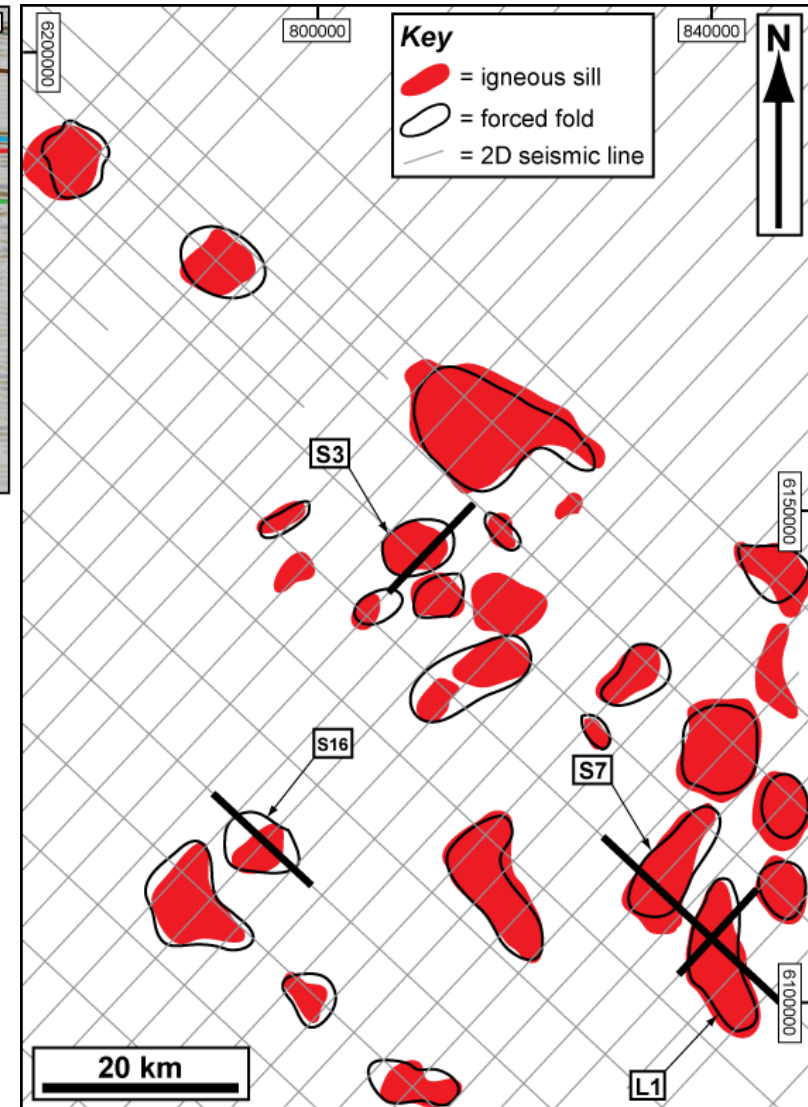 800000
840000
6200000
Key
= igneous sill
= forced fold
= 2D seismic line
N
S3
6150000
S16
S7
6100000
20 km
L1